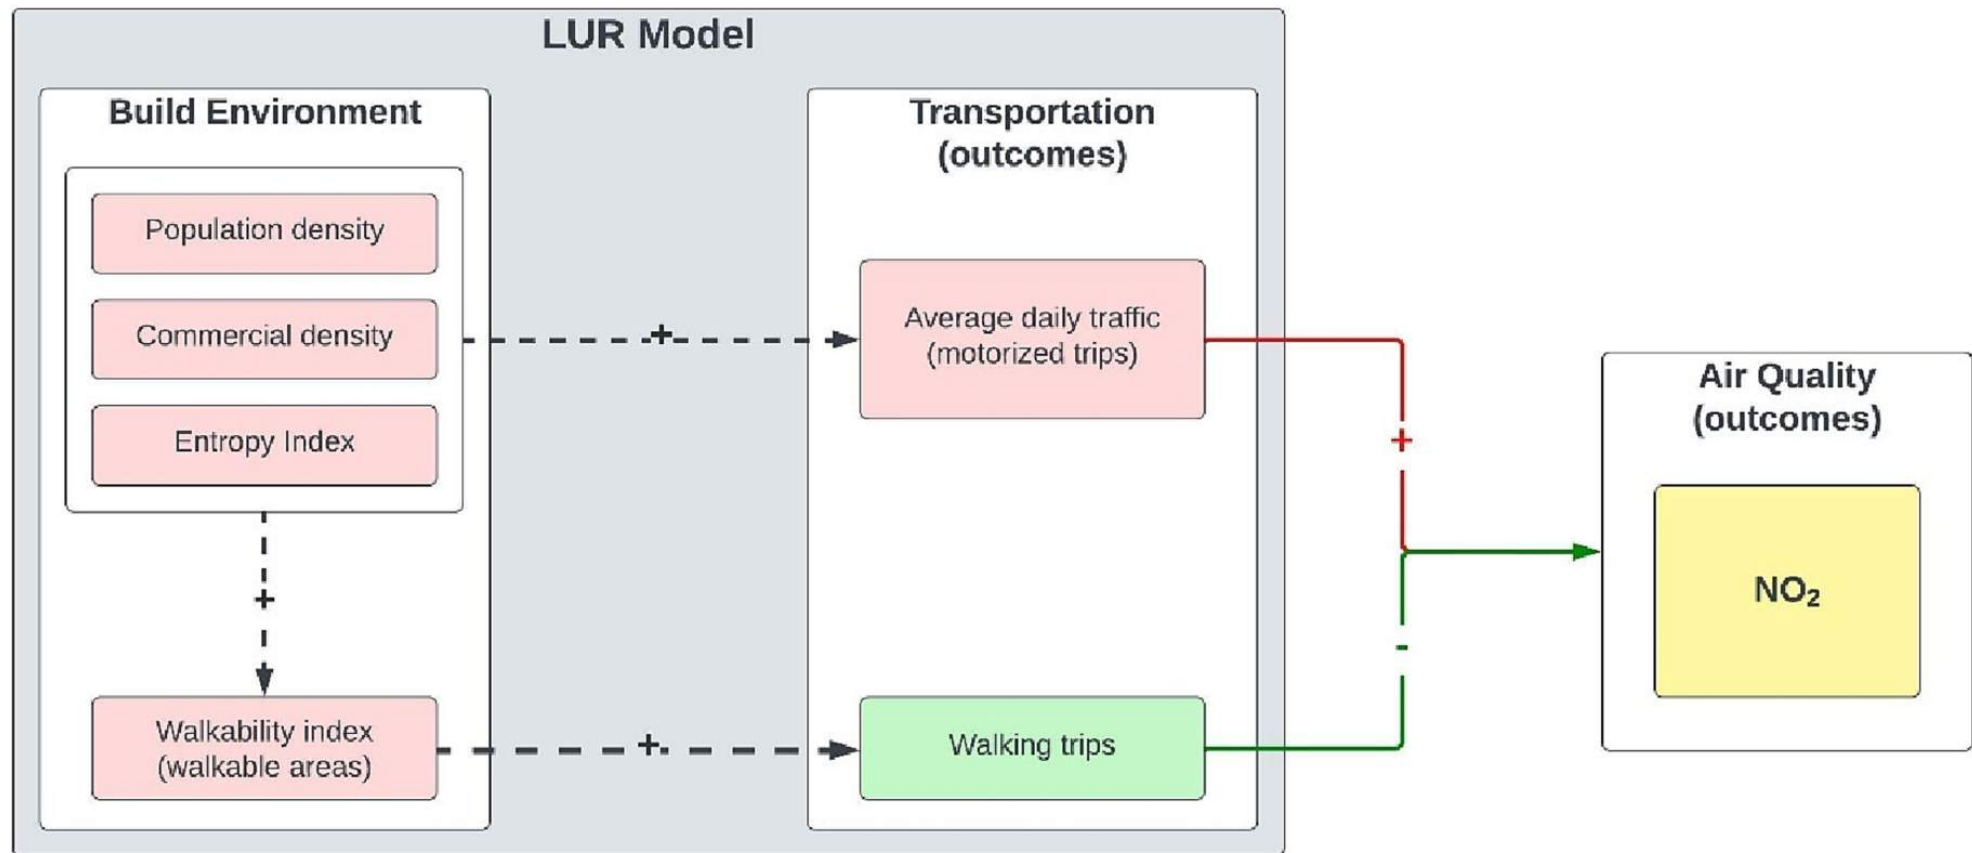 LUR Model
Build Environment
Population density
Commercial density
Entropy Index
+
Walkability index
(walkable areas)
+
+
Transportation
(outcomes)
Average daily traffic
(motorized trips)
Walking trips
+
-
Air Quality
(outcomes)
NO₂